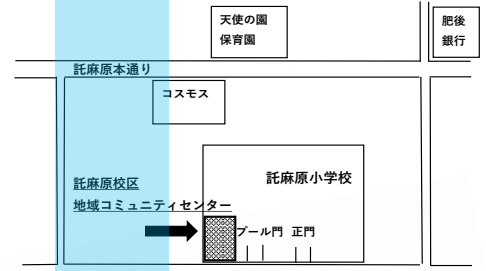 天使の園
保育園
肥後
銀行
託麻原本通り
コスモス
託麻原小学校
託麻原校区
地域コミュニティセンター
プール門 正門